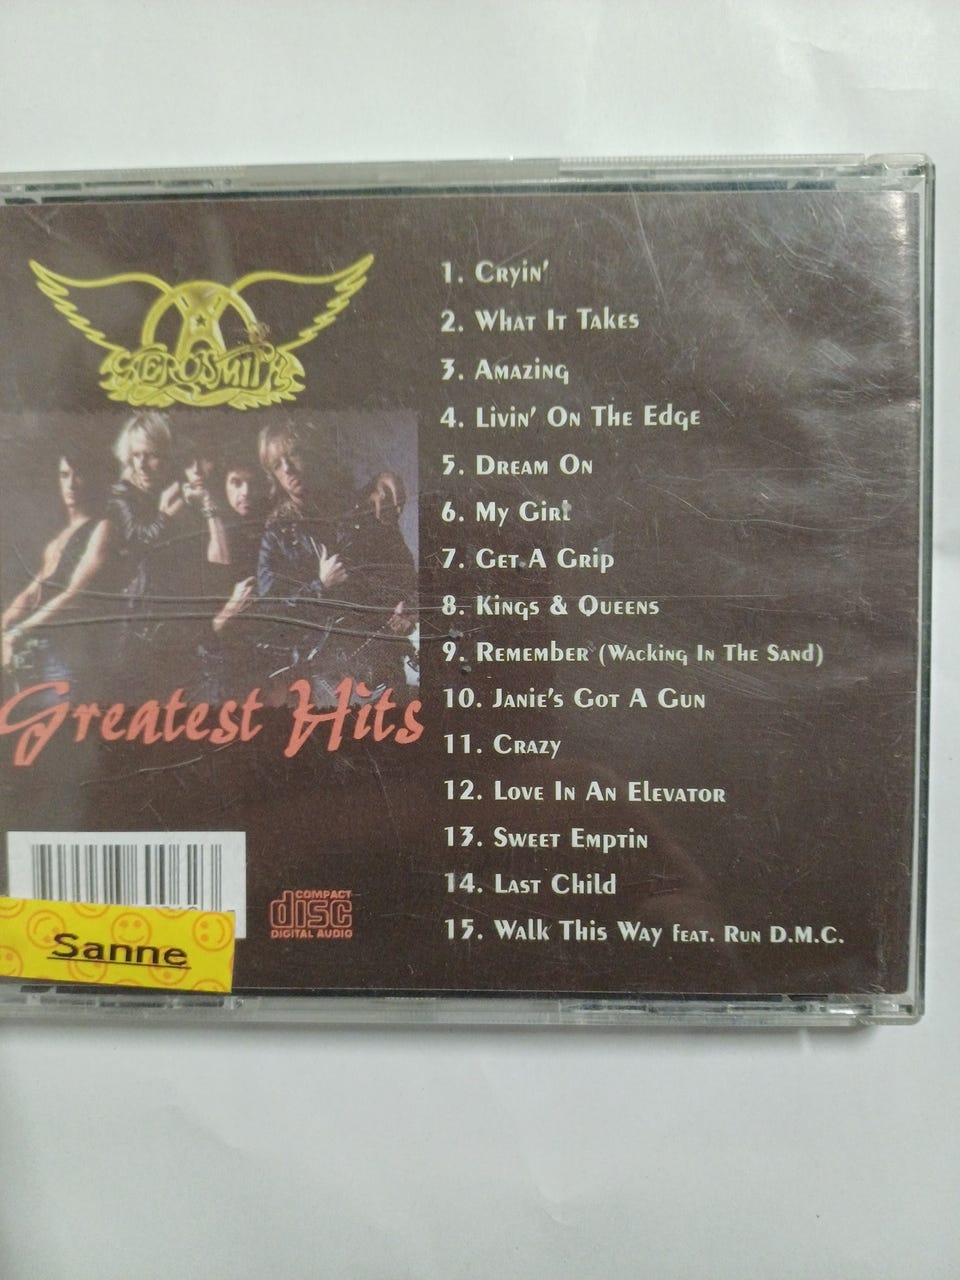 AEROSMITH
Greatest Hits
1. Cryin'
2. What It Takes
3. Amazing
4. Livin' On The Edge
5. Dream On
6. My Girl
7. Get A Grip
8. Kings & Queens
9. Remember (Wacking In The Sand)
10. Janie's Got A Gun
11. Crazy
12. Love In An Elevator
13. Sweet Emptin
14. Last Child
15. Walk This Way feat. Run D.M.C.
COMPACT
disc
DIGITAL AUDIO
Sanne